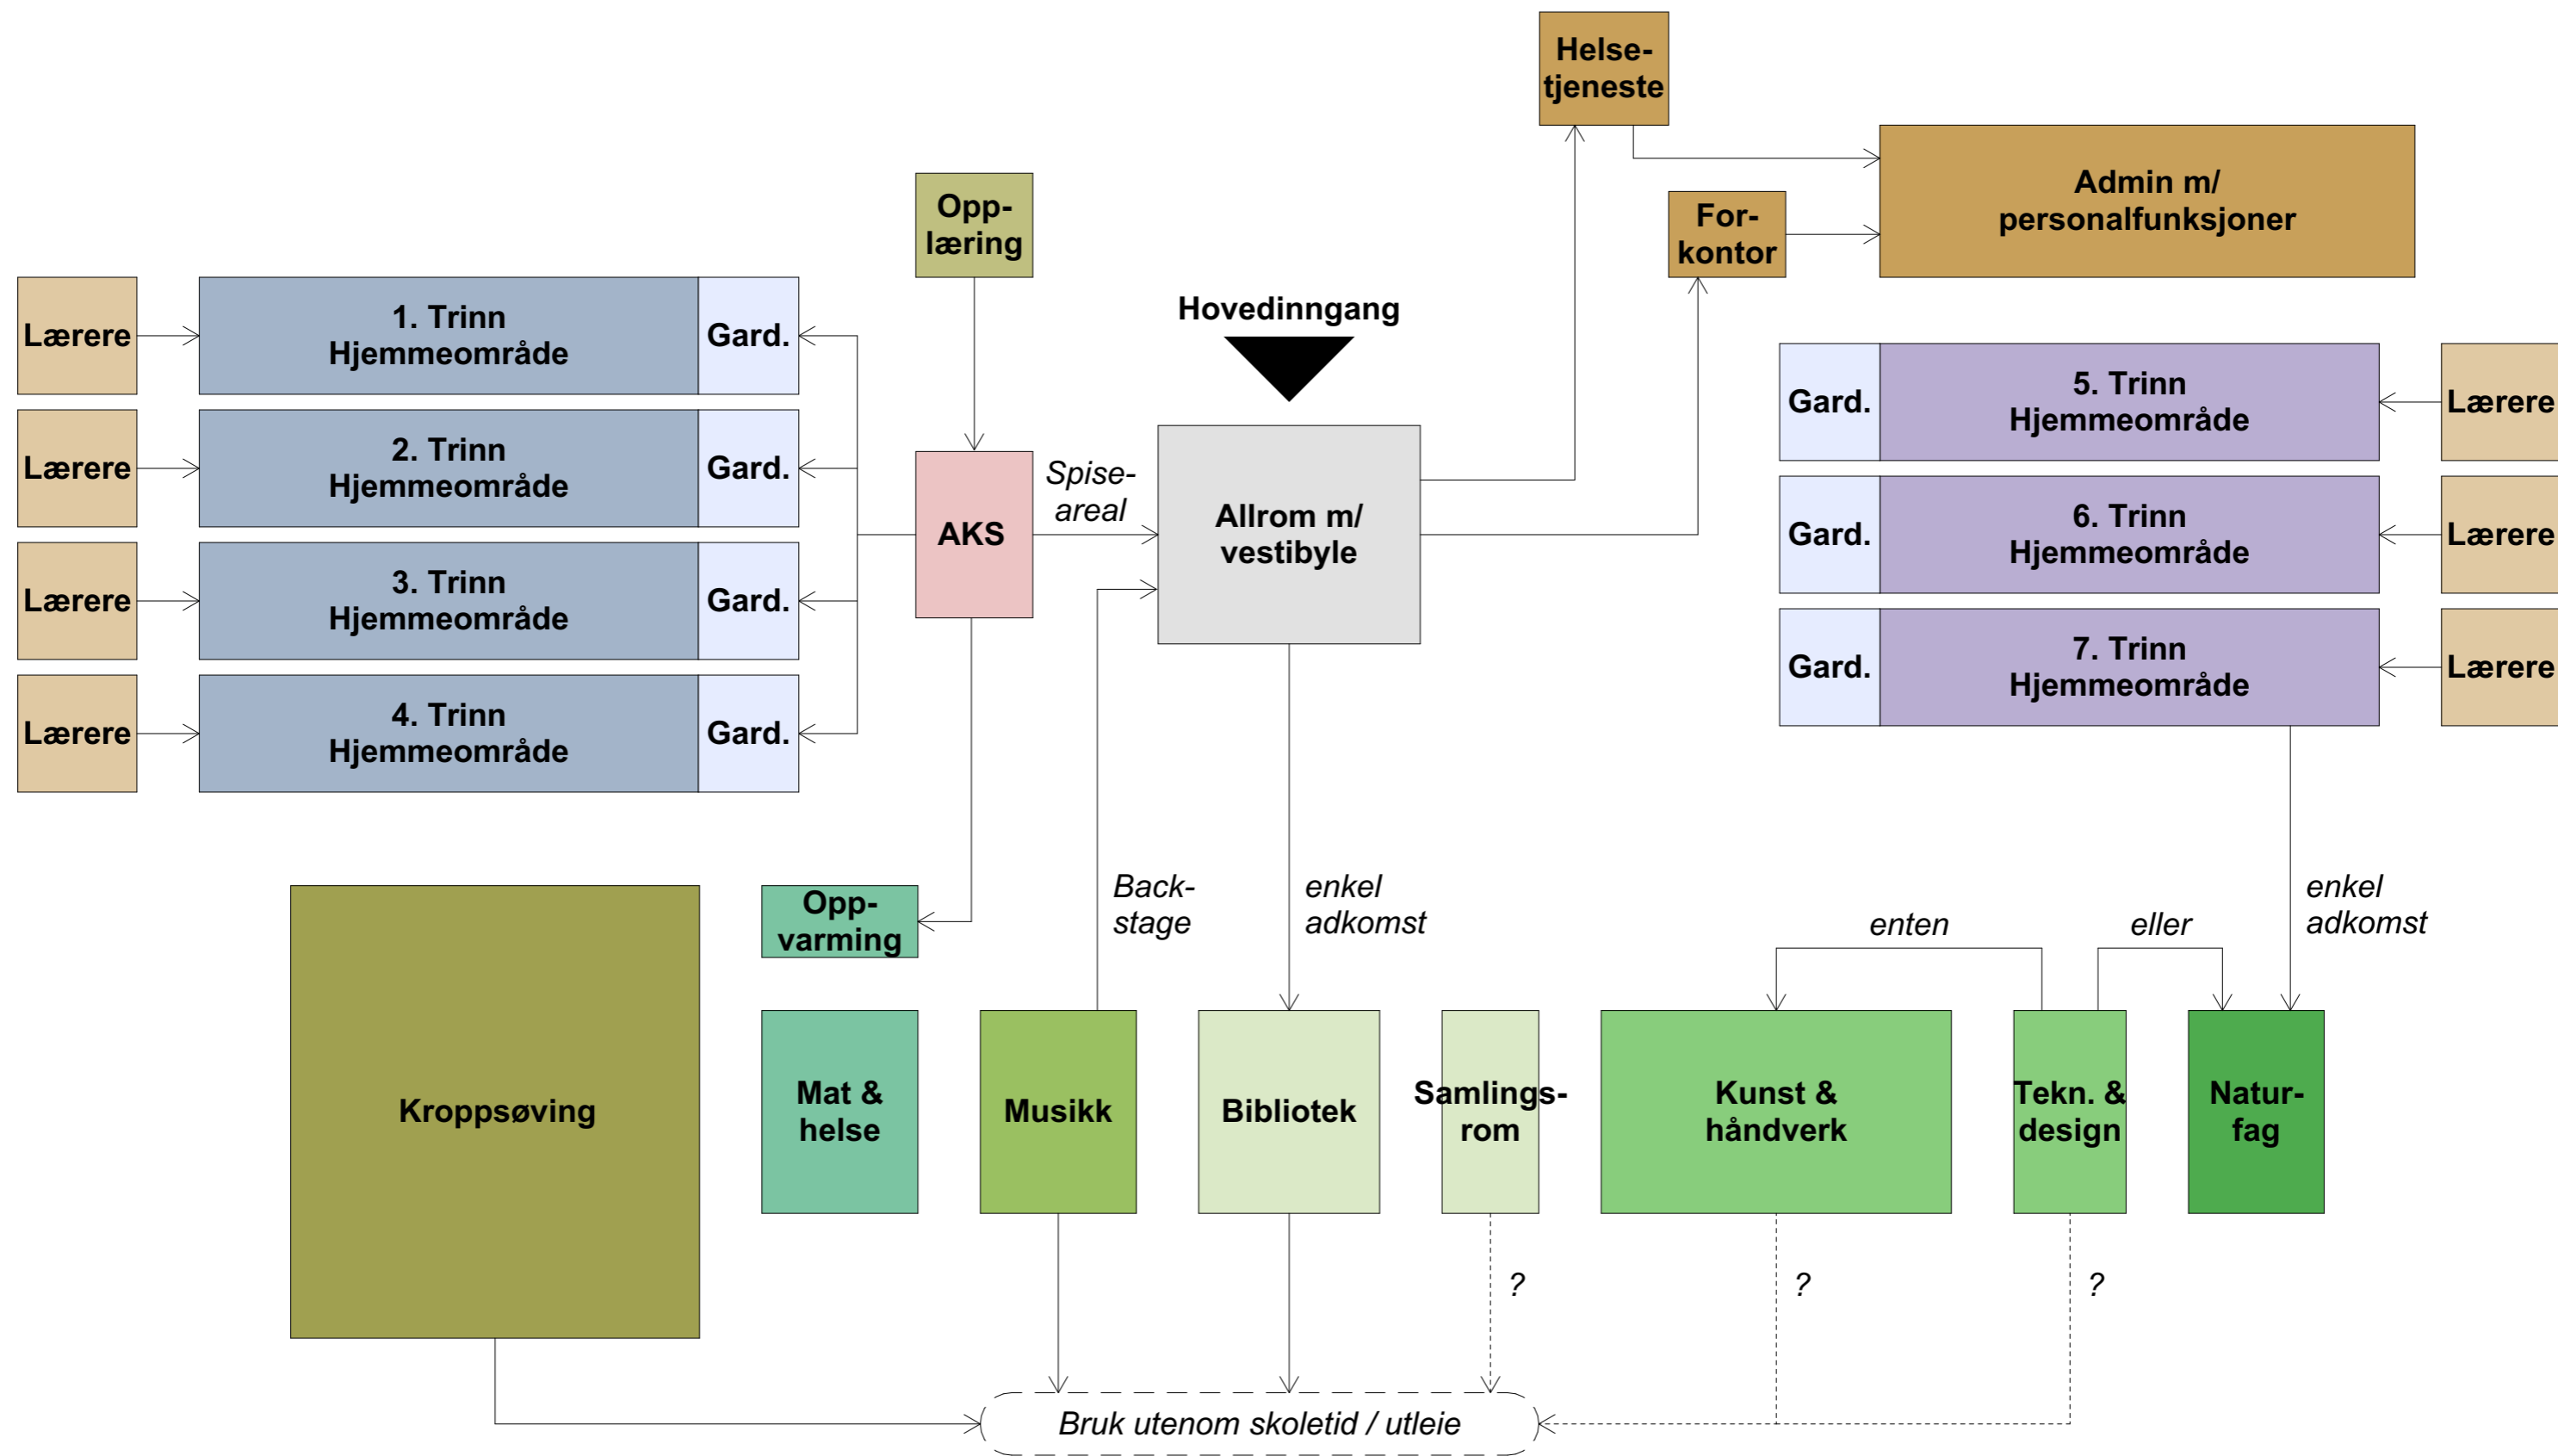 Helse-
tjeneste
Admin m/
personalfunksjoner
Opp-
læring
For-
kontor
Hovedinngang
Lærere
1. Trinn
Hjemmeområde
Gard.
Lærere
2. Trinn
Hjemmeområde
Gard.
Lærere
3. Trinn
Hjemmeområde
Gard.
Lærere
4. Trinn
Hjemmeområde
Gard.
AKS
Spise-
areal
Allrom m/
vestibyle
Gard.
5. Trinn
Hjemmeområde
Lærere
Gard.
6. Trinn
Hjemmeområde
Lærere
Gard.
7. Trinn
Hjemmeområde
Lærere
Opp-
varming
Back-
stage
enkel
adkomst
enten
eller
enkel
adkomst
Kroppsøving
Mat &
helse
Musikk
Bibliotek
Samlings-
rom
Kunst &
håndverk
Tekn. &
design
Natur-
fag
?
?
?
Bruk utenom skoletid / utleie